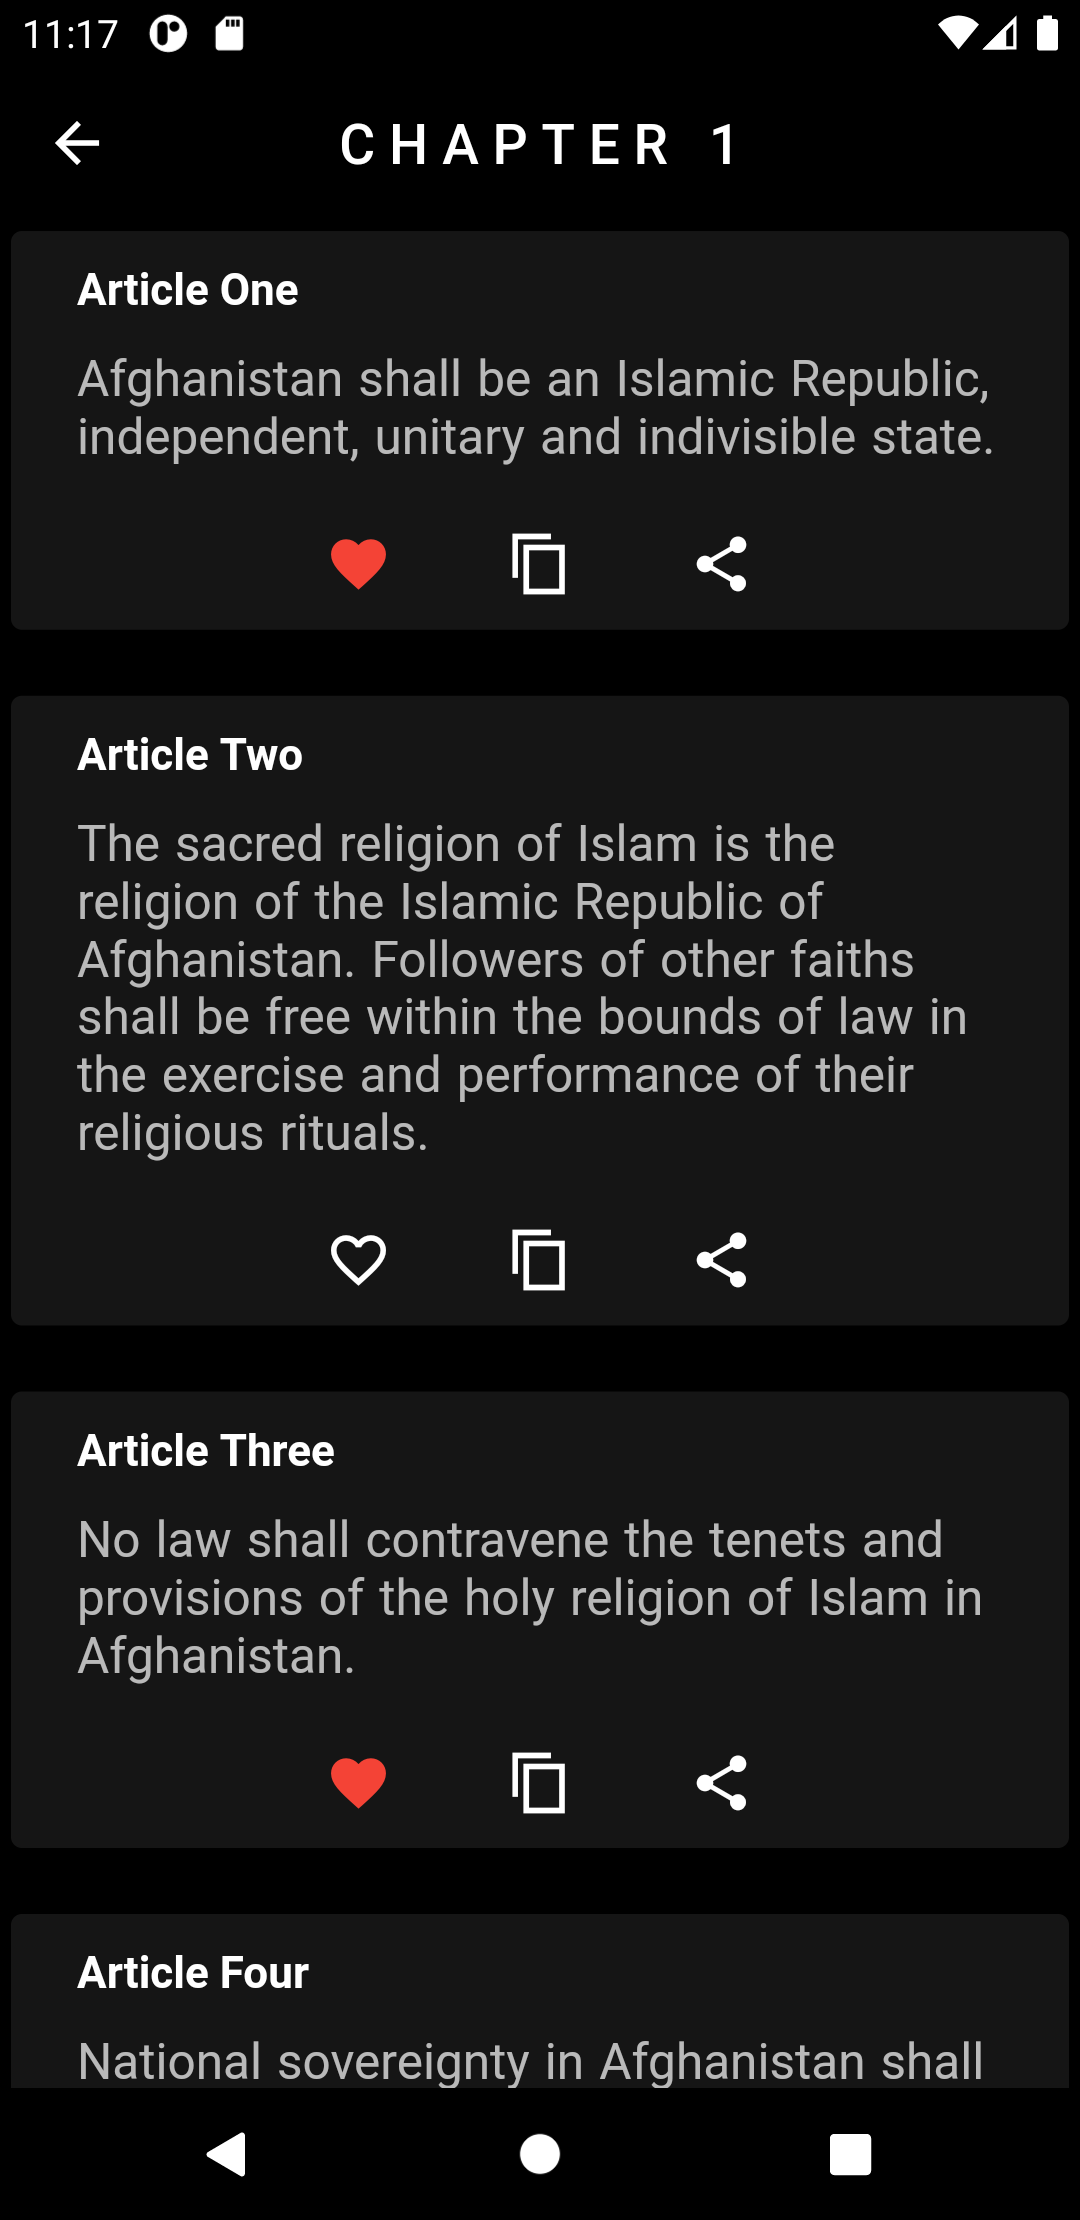 11:17
CHAPTER 1
Article One
Afghanistan shall be an Islamic Republic,
independent, unitary and indivisible state.
Article Two
The sacred religion of Islam is the
religion of the Islamic Republic of
Afghanistan. Followers of other faiths
shall be free within the bounds of law in
the exercise and performance of their
religious rituals.
Article Three
No law shall contravene the tenets and
provisions of the holy religion of Islam in
Afghanistan.
Article Four
National sovereignty in Afghanistan shall